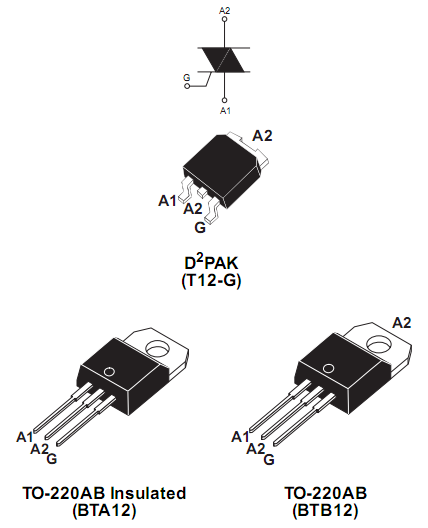 A2
G
A1
A2
A1
A2
G
D²PAK
(T12-G)
A2
A1
A2
G
A1
A2
G
TO-220AB Insulated
(BTA12)
TO-220AB
(BTB12)